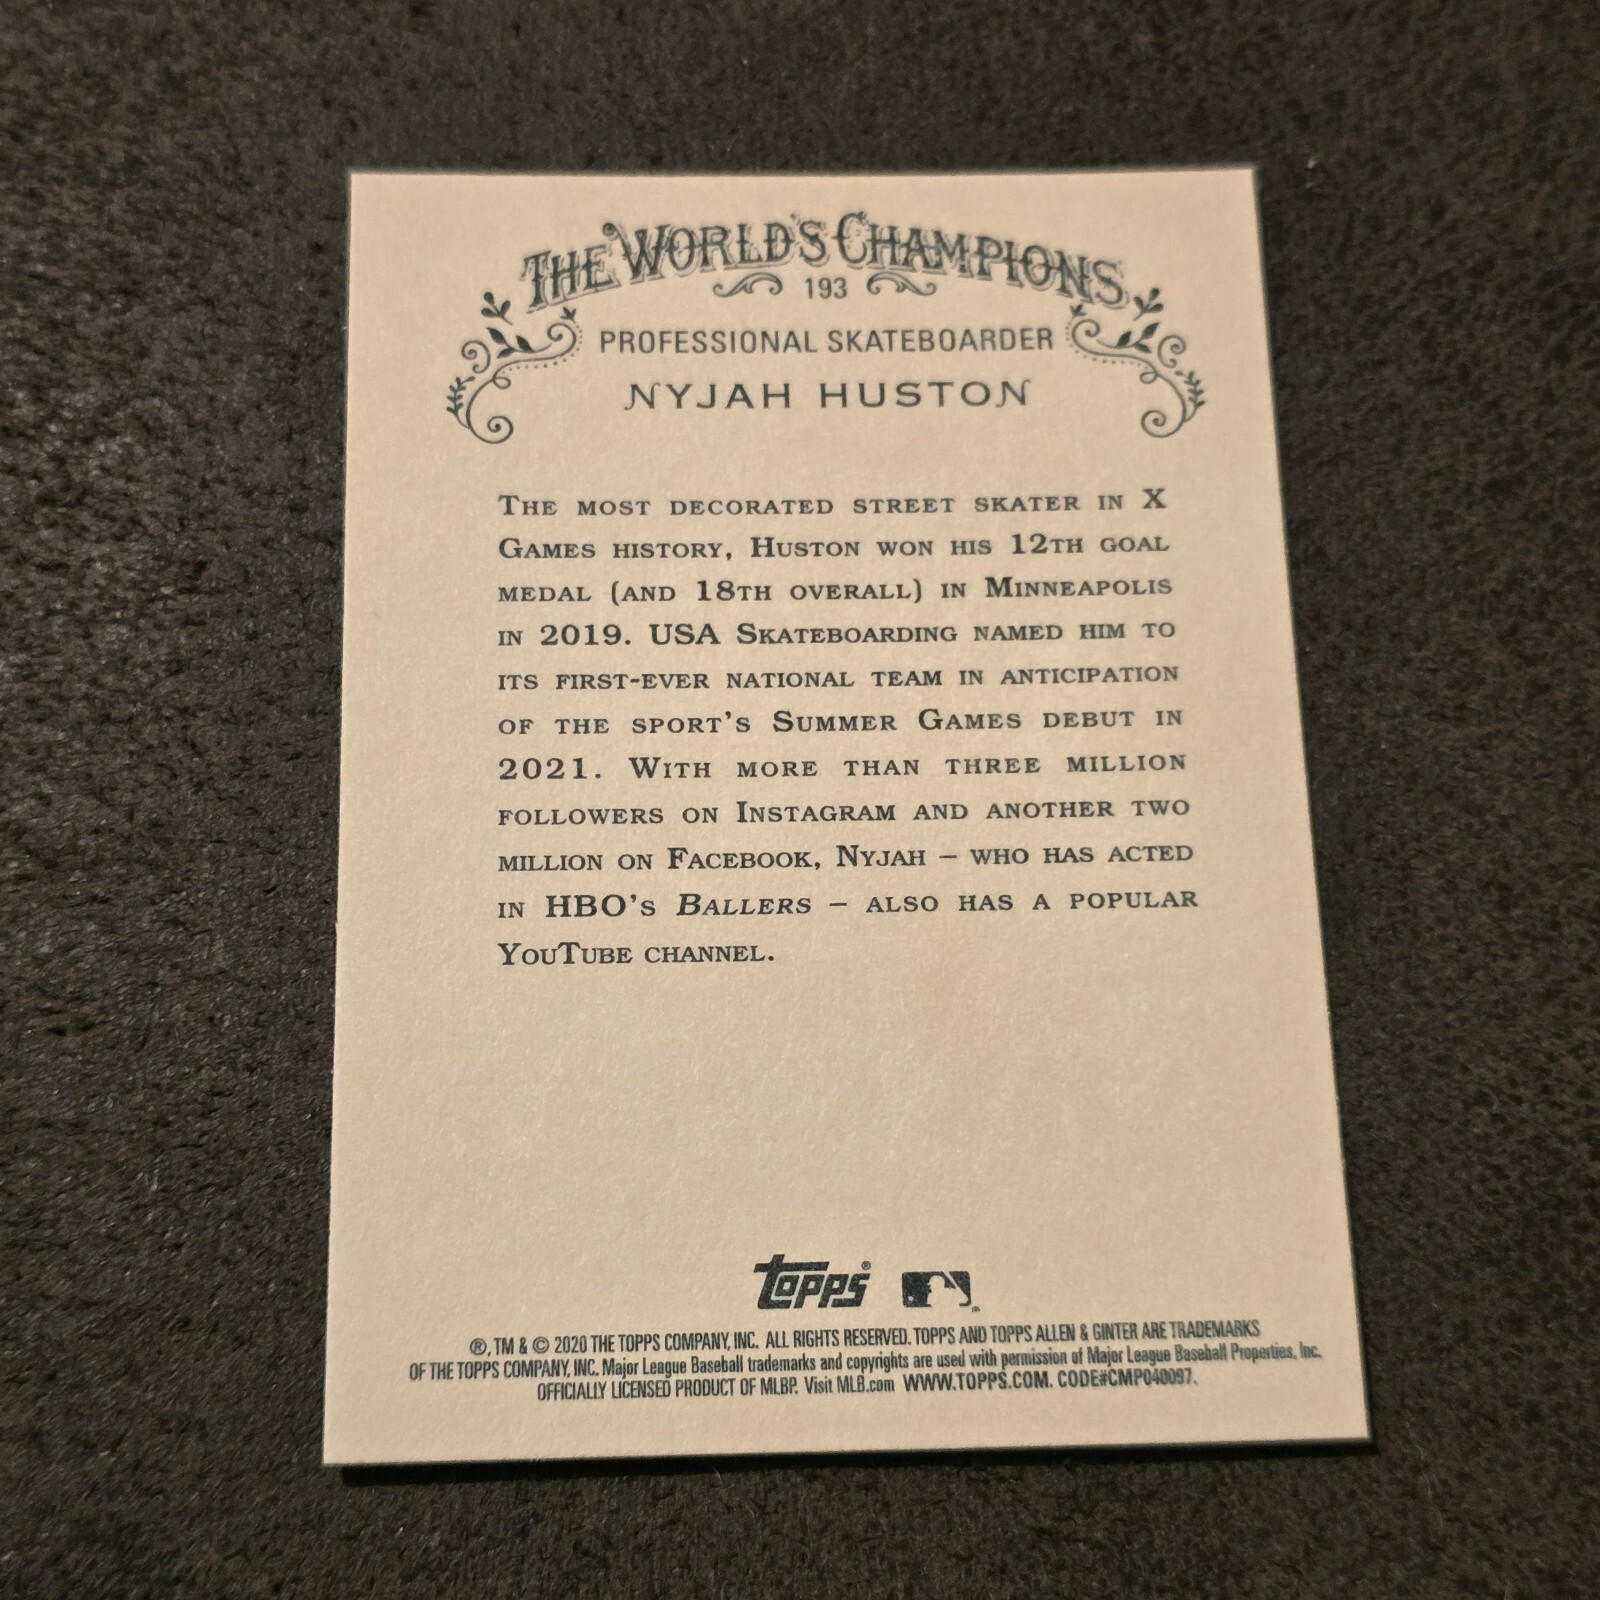 THE WORLD'S CHAMPIONS
193
PROFESSIONAL SKATEBOARDER
NYJAH HUSTON
THE MOST DECORATED STREET SKATER IN X
GAMES HISTORY, HUSTON WON HIS 12TH GOAL
MEDAL (AND 18TH OVERALL) IN MINNEAPOLIS
IN 2019. USA SKATEBOARDING NAMED HIM TO
ITS FIRST-EVER NATIONAL TEAM IN ANTICIPATION
OF THE SPORT'S SUMMER GAMES DEBUT IN
2021. WITH MORE THAN THREE MILLION
FOLLOWERS ON INSTAGRAM AND ANOTHER TWO
MILLION ON FACEBOOK, NYJAH – WHO HAS ACTED
IN HBO'S BALLERS – ALSO HAS A POPULAR
YOUTUBE CHANNEL.
topps®
®, TM & © 2020 THE TOPPS COMPANY, INC. ALL RIGHTS RESERVED. TOPPS AND TOPPS ALLEN & GINTER ARE TRADEMARKS
OF THE TOPPS COMPANY, INC. Major League Baseball trademarks and copyrights are used with permission of Major League Baseball Properties, Inc.
OFFICIALLY LICENSED PRODUCT OF MLBP. Visit MLB.com WWW.TOPPS.COM. CODE#CMP040097.